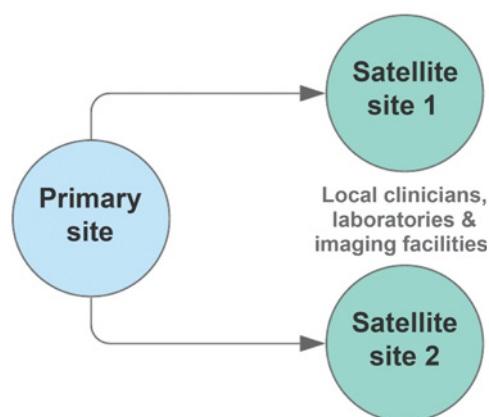 Satellite
site 1
Primary
site
Local clinicians,
laboratories &
imaging facilities
Satellite
site 2